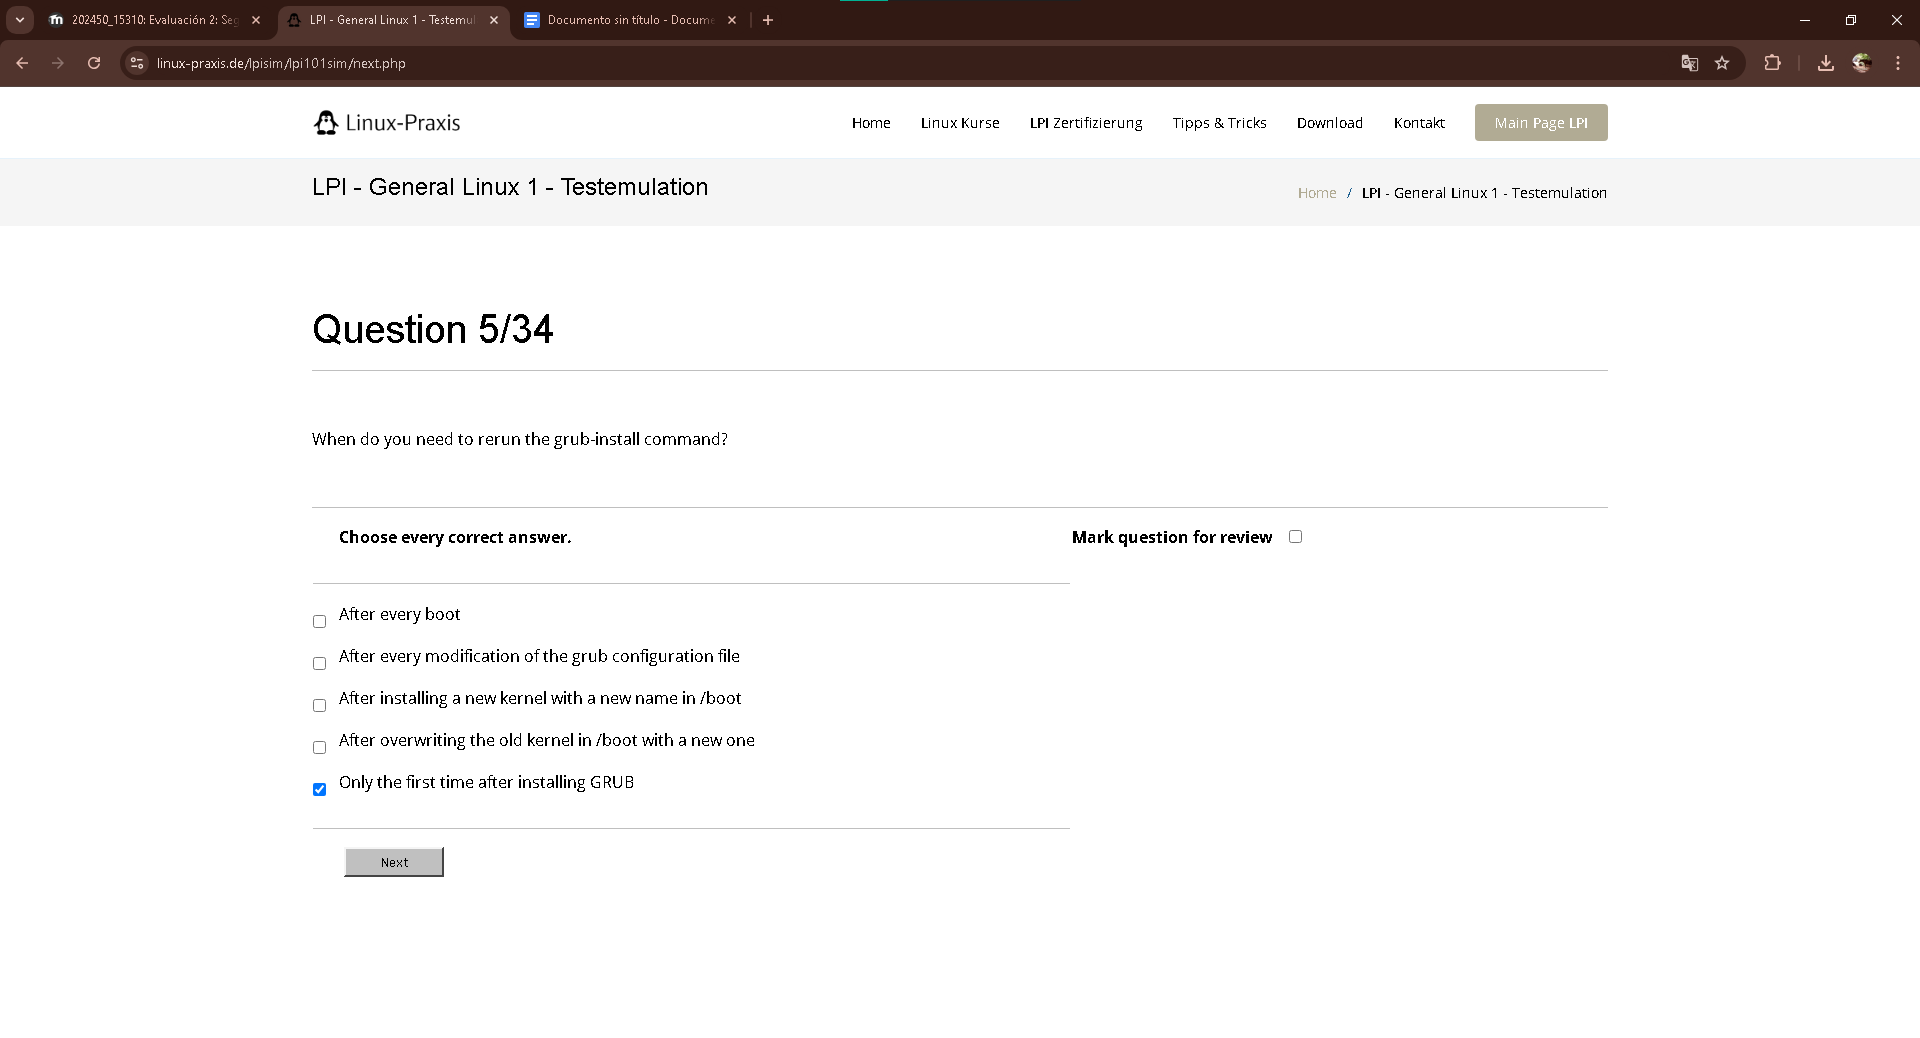 202450_15310: Evaluación 2: Seg
LPI - General Linux 1 - Testemul
Documento sin título - Docume
linux-praxis.de/lpisim/lpi101sim/next.php
Linux-Praxis
Home
Linux Kurse
LPI Zertifizierung
Tipps & Tricks
Download
Kontakt
Main Page LPI
LPI - General Linux 1 - Testemulation
Home / LPI - General Linux 1 - Testemulation
Question 5/34
When do you need to rerun the grub-install command?
Choose every correct answer.
Mark question for review
After every boot
After every modification of the grub configuration file
After installing a new kernel with a new name in /boot
After overwriting the old kernel in /boot with a new one
Only the first time after installing GRUB
Next